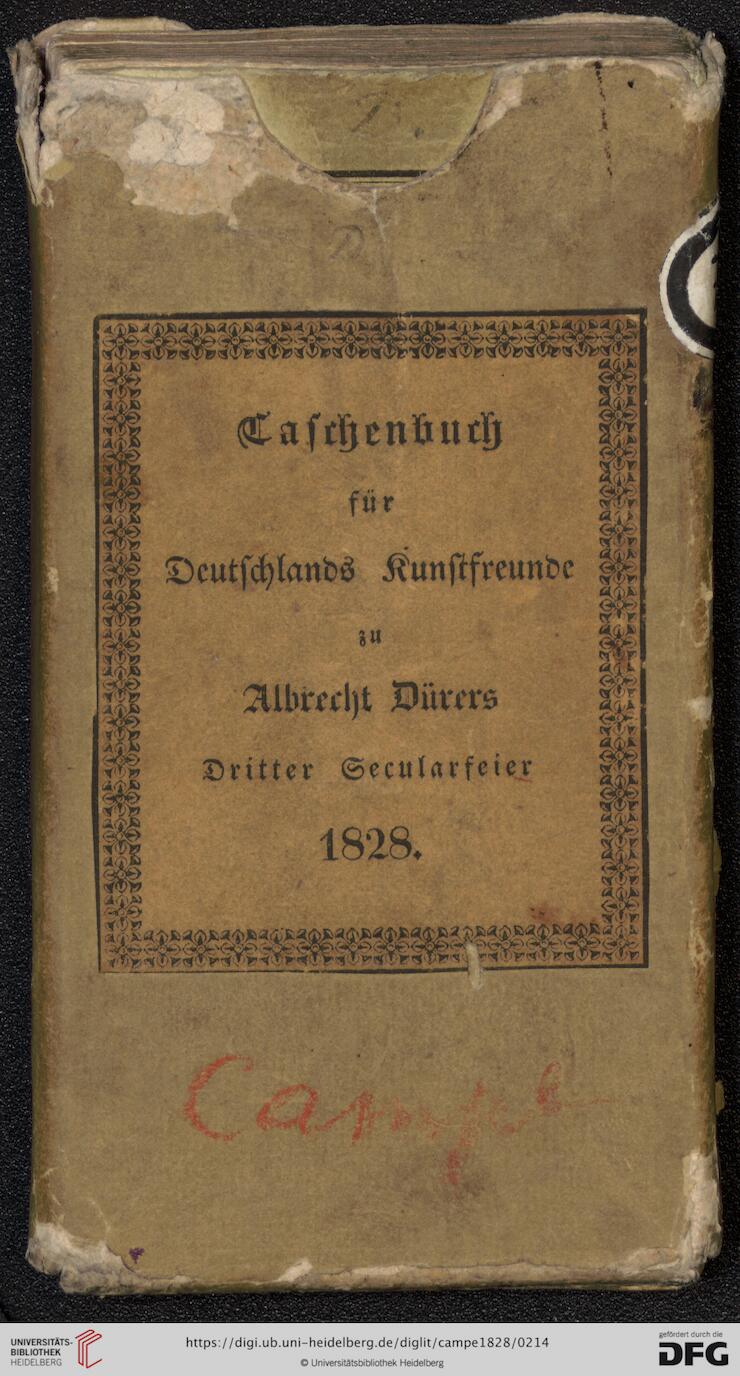 D.
Taschenbuch
für
Deutschlands Kunstfreunde
zu
Albrecht Dürers
Dritter Secularfeier
1828.
Campe
UNIVERSITÄTS-
BIBLIOTHEK
HEIDELBERG
https://digi.ub.uni-heidelberg.de/diglit/campe1828/0214
© Universitätsbibliothek Heidelberg
gefördert durch die
DFG